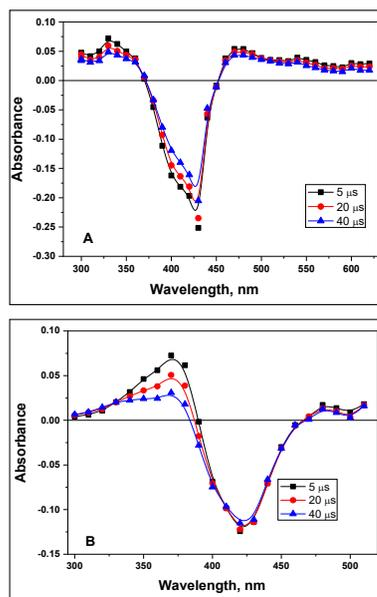 0.10
0.05
0.00
-0.05
-0.10
-0.15
-0.20
-0.25
-0.30
Absorbance
300 350 400 450 500 550 600
Wavelength, nm
A
5 µs
20 µs
40 µs
0.10
0.05
0.00
-0.05
-0.10
-0.15
Absorbance
300 350 400 450 500
Wavelength, nm
B
5 µs
20 µs
40 µs